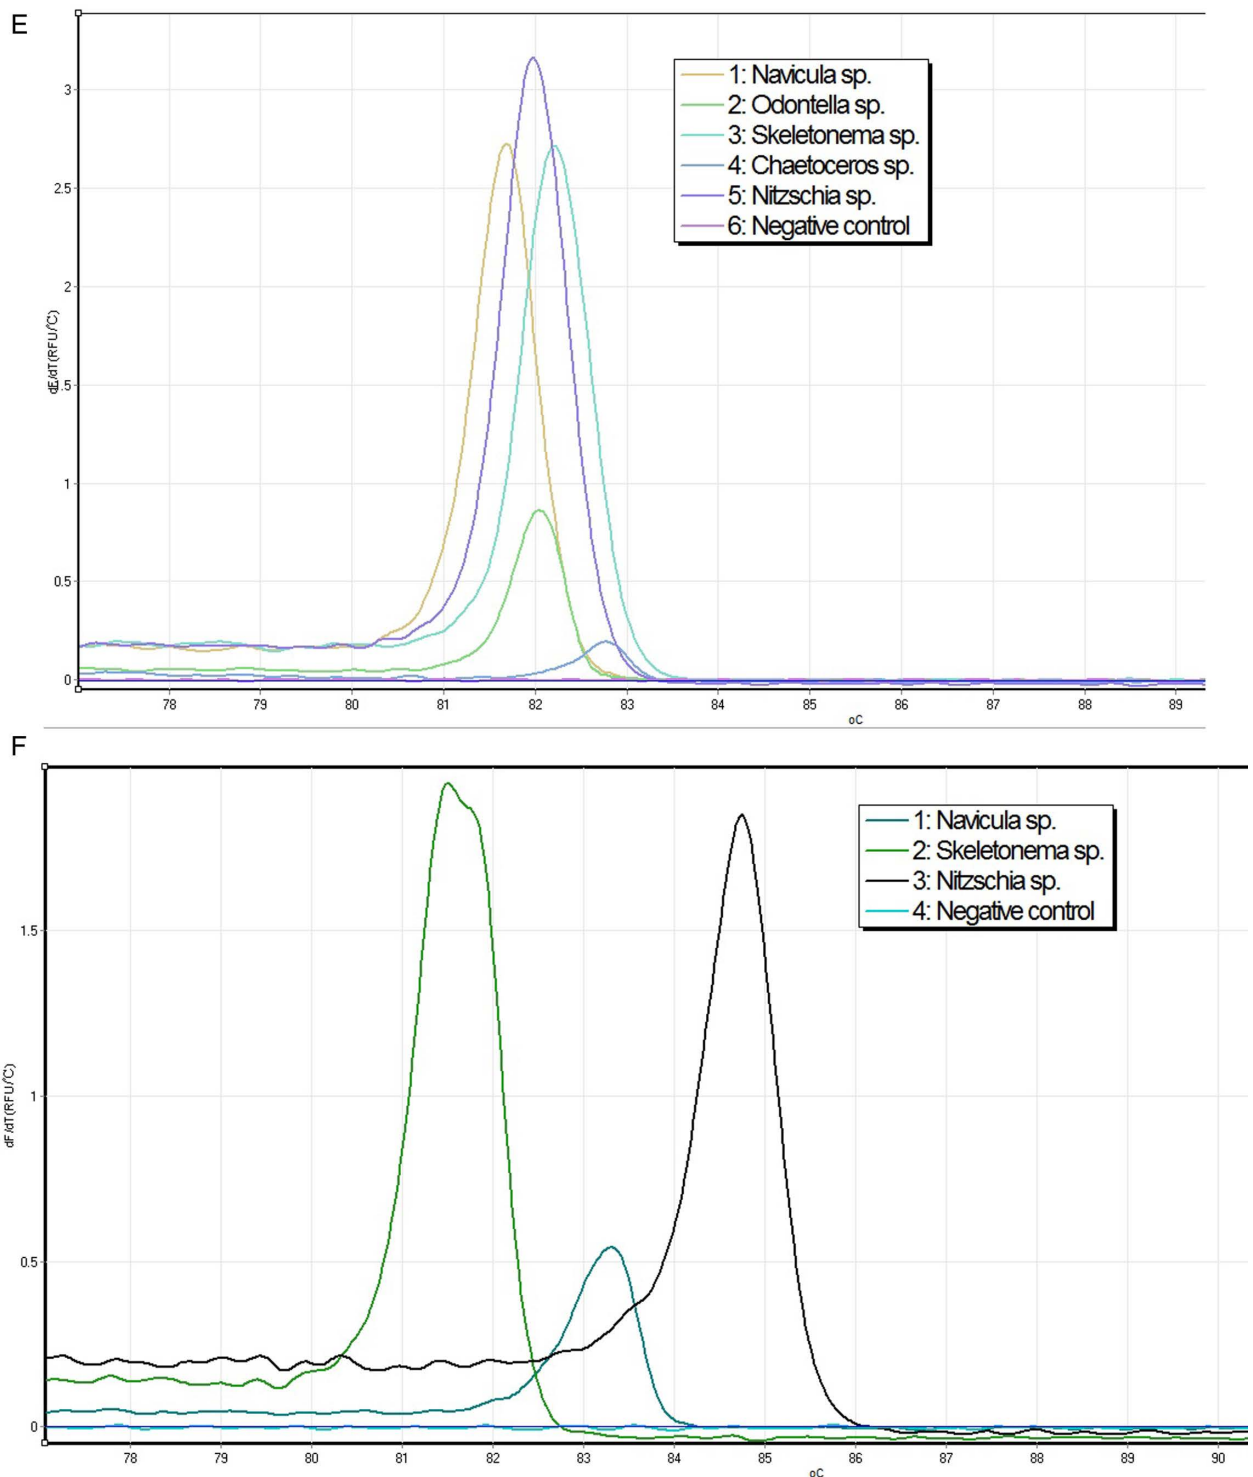 E
3
2.5
2
1.5
1
0.5
0
dF/dT(RFU/°C)
1: Navicula sp.
2: Odontella sp.
3: Skeletonema sp.
4: Chaetoceros sp.
5: Nitzschia sp.
6: Negative control
78 79 80 81 82 83 84 85 86 87 88 89
oC
F
1.5
1
0.5
0
dF/dT(RFU/°C)
1: Navicula sp.
2: Skeletonema sp.
3: Nitzschia sp.
4: Negative control
78 79 80 81 82 83 84 85 86 87 88 89 90
oC